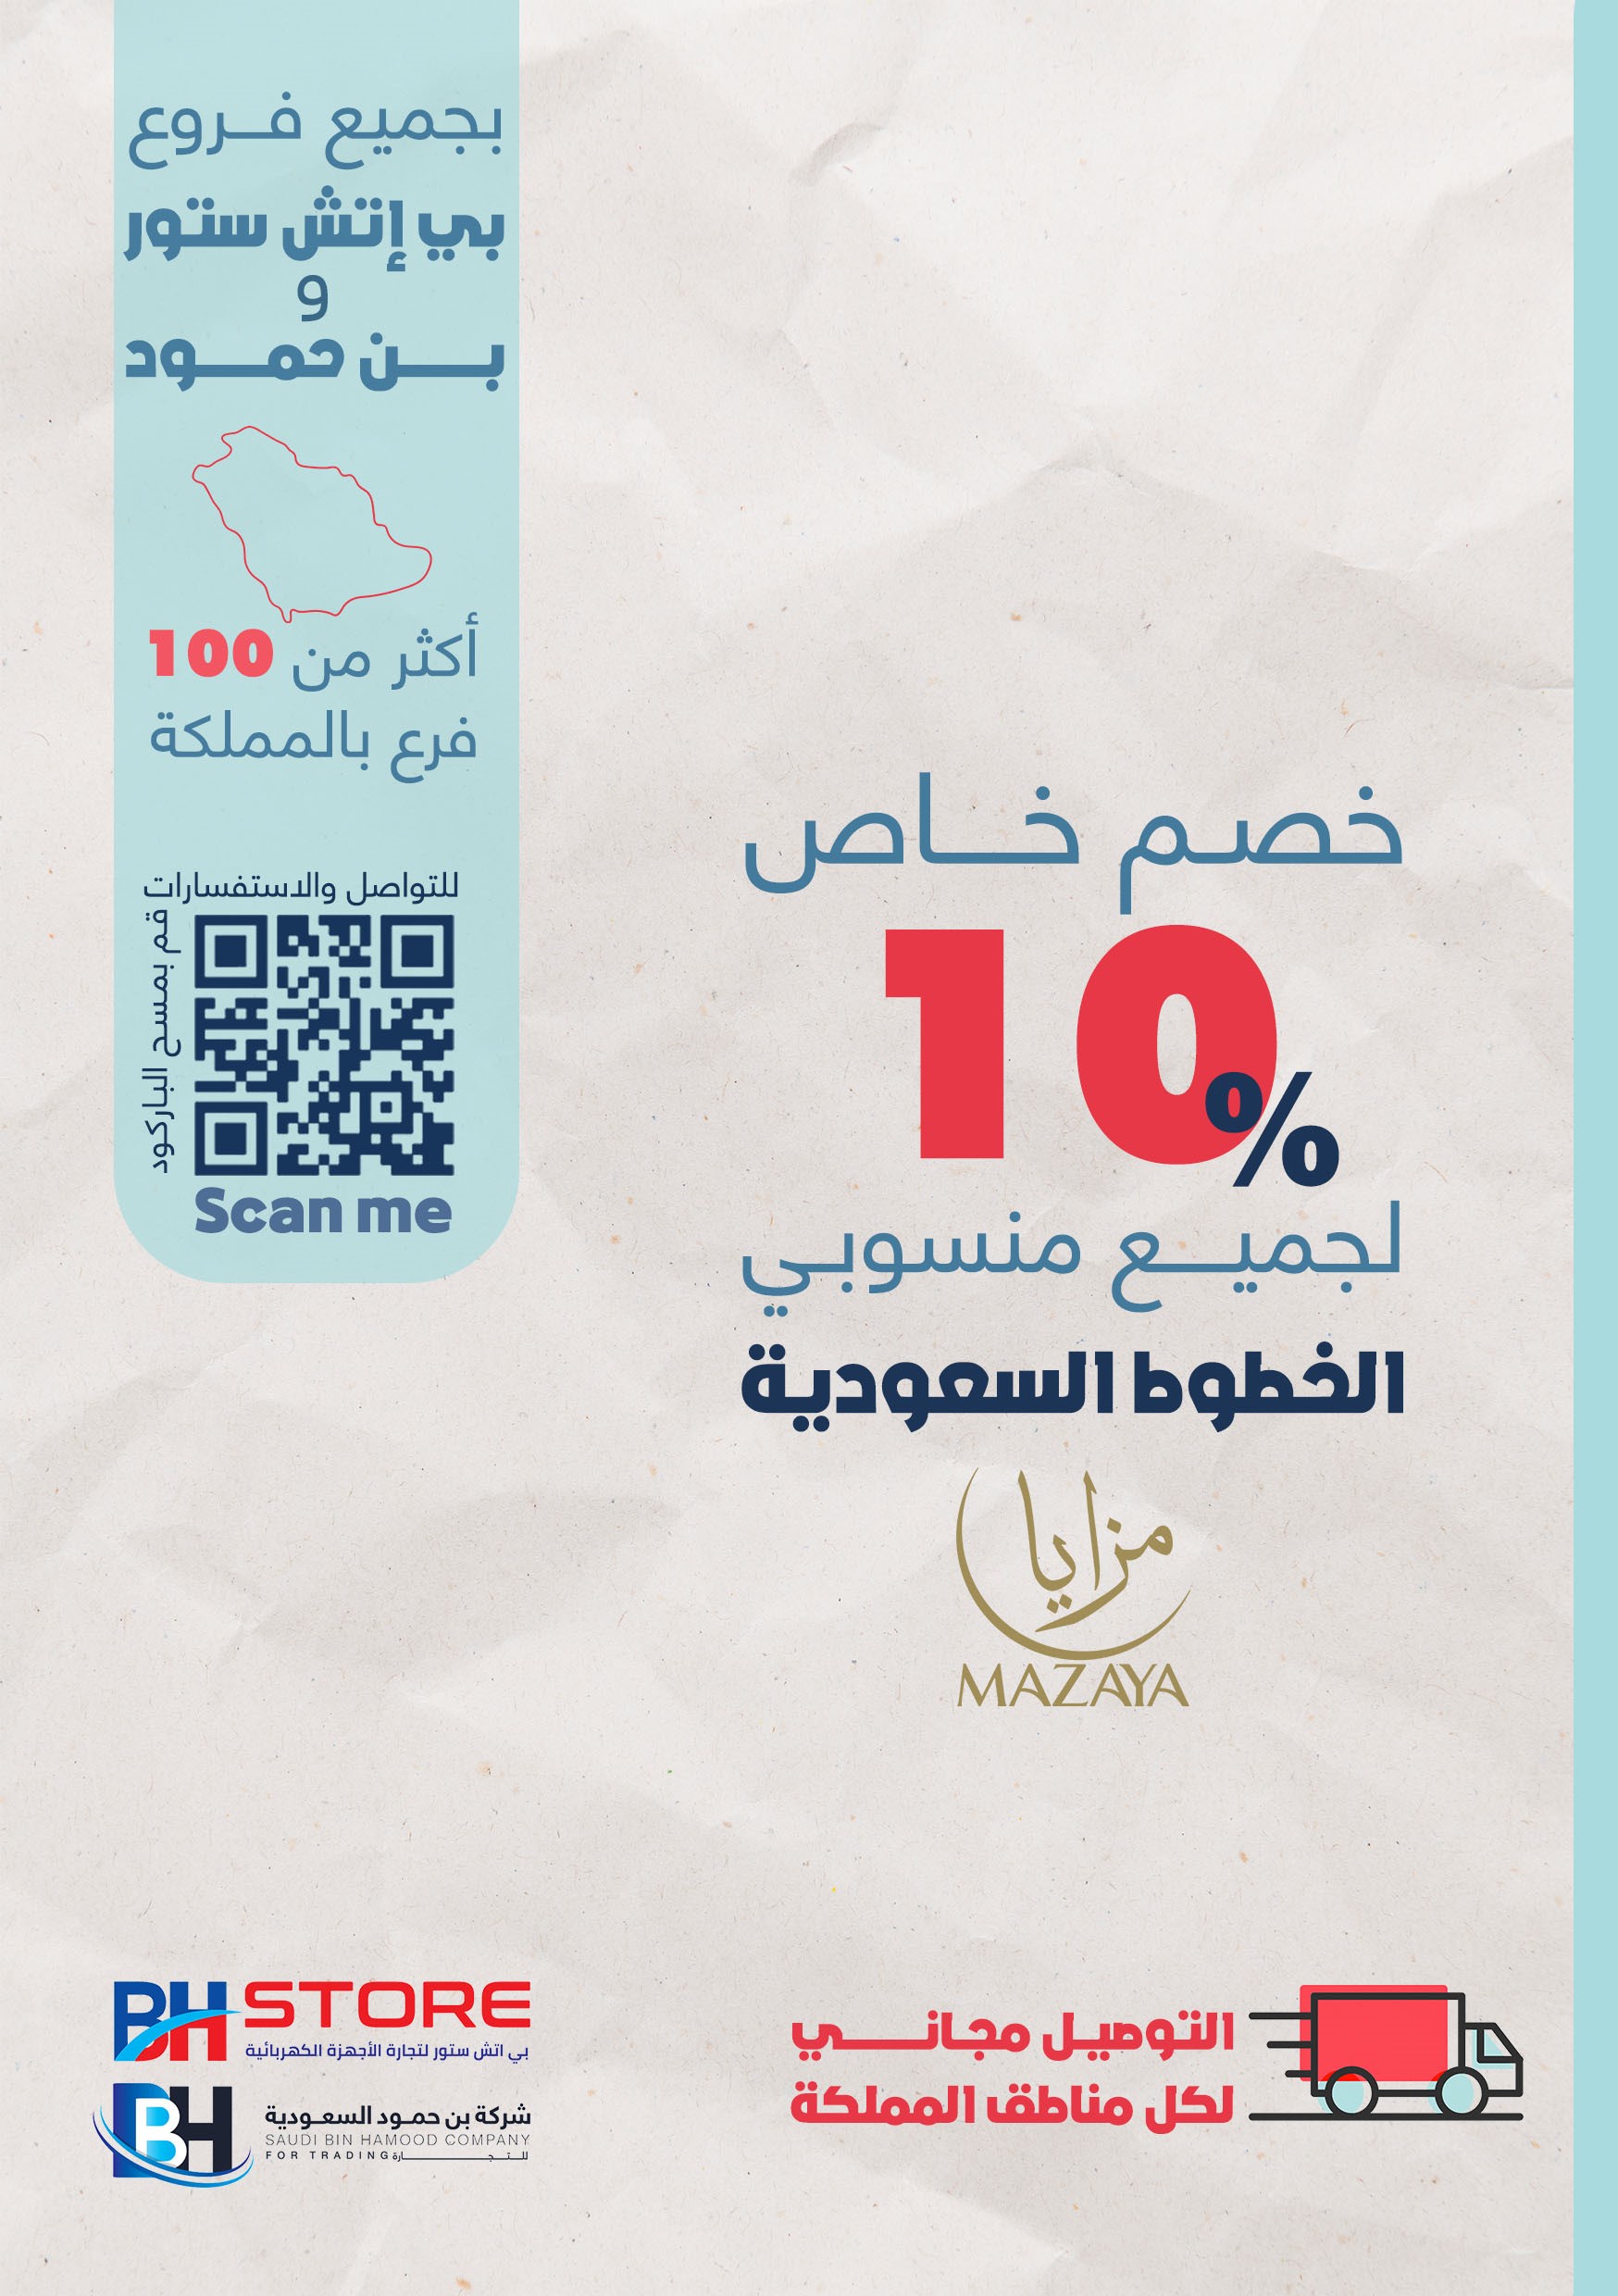 بجميع فروع
بي إتش ستور
و
بن حمود
أكثر من 100
فرع بالمملكة
للتواصل والاستفسارات
قم بمسح الباركود
Scan me
خصم خاص
10%
لجميع منسوبي
الخطوط السعودية
مزايا
MAZAYA
التوصيل مجاني
لكل مناطق المملكة
BH STORE
بي اتش ستور لتجارة الأجهزة الكهربائية
BH
شركة بن حمود السعودية
SAUDI BIN HAMOOD COMPANY
FOR TRADING للتجارة